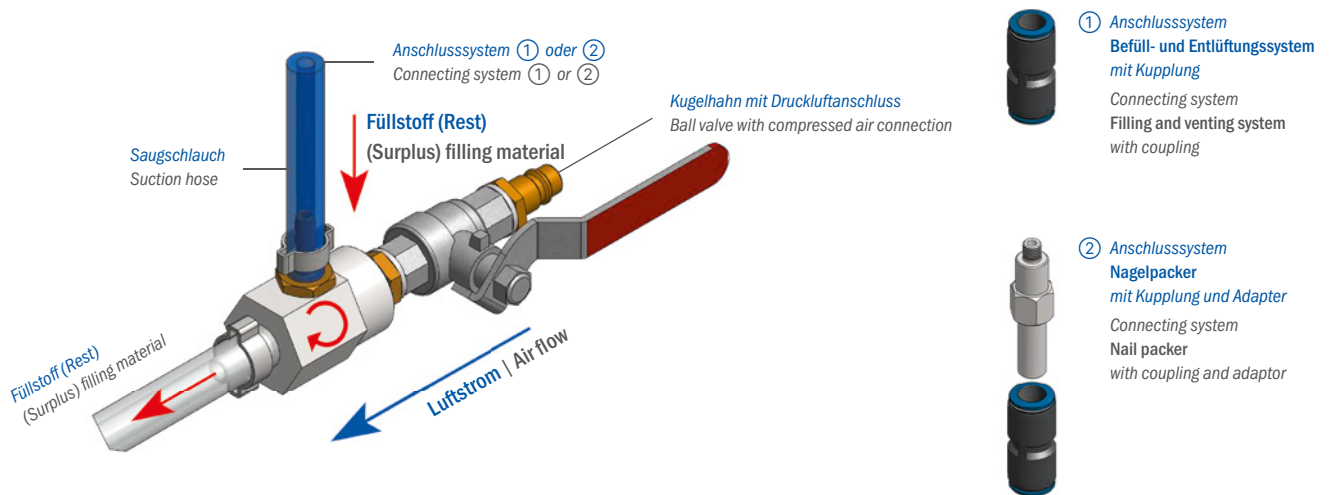 Anschlusssystem ① oder ②
Connecting system ① or ②
Füllstoff (Rest)
(Surplus) filling material
Kugelhahn mit Druckluftanschluss
Ball valve with compressed air connection
Saugschlauch
Suction hose
Füllstoff (Rest)
(Surplus) filling material
Luftstrom | Air flow
① Anschlusssystem
Befüll- und Entlüftungssystem
mit Kupplung
Connecting system
Filling and venting system
with coupling
② Anschlusssystem
Nagelpacker
mit Kupplung und Adapter
Connecting system
Nail packer
with coupling and adaptor